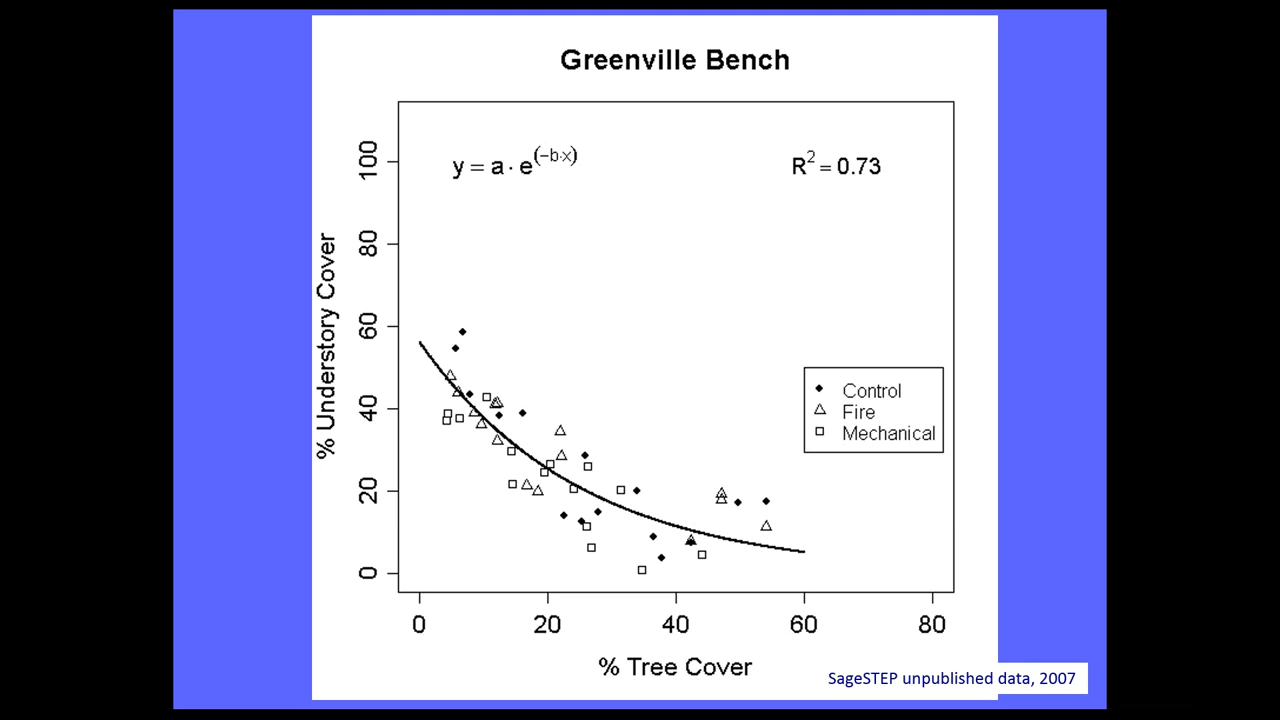 Greenville Bench
y = a · e^(−b·x)
R² = 0.73
% Understory Cover
100
80
60
40
20
0
Control
Fire
Mechanical
0 20 40 60 80
% Tree Cover
SageSTEP unpublished data, 2007